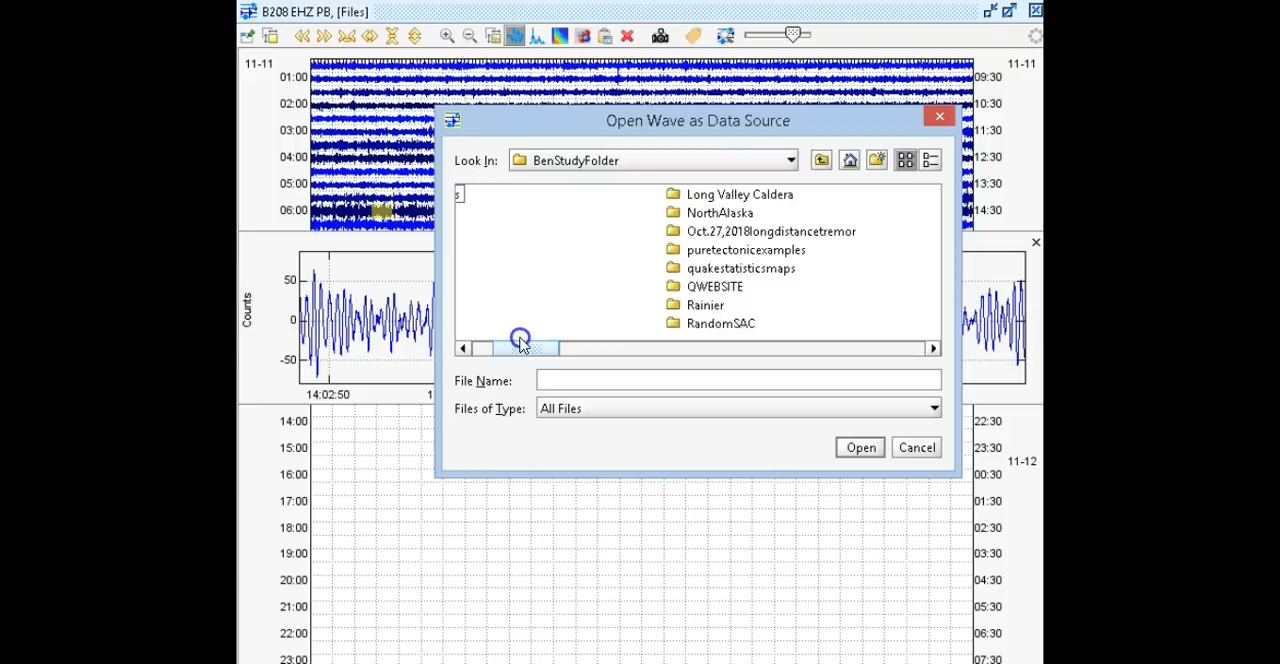 B208 EHZ PB, [Files]
11-11
11-11
01:00
09:30
02:00
10:30
03:00
11:30
04:00
12:30
05:00
13:30
06:00
14:30
Open Wave as Data Source
Look In:
BenStudyFolder
s
Long Valley Caldera
NorthAlaska
Oct.27,2018longdistancetremor
puretectonicexamples
quakestatisticsmaps
QWEBSITE
Rainier
RandomSAC
File Name:
Files of Type:
All Files
Open
Cancel
Counts
50
0
-50
14:02:50
1
14:00
22:30
15:00
23:30
11-12
16:00
00:30
17:00
01:30
18:00
02:30
19:00
03:30
20:00
04:30
21:00
05:30
22:00
06:30
23:00
07:30